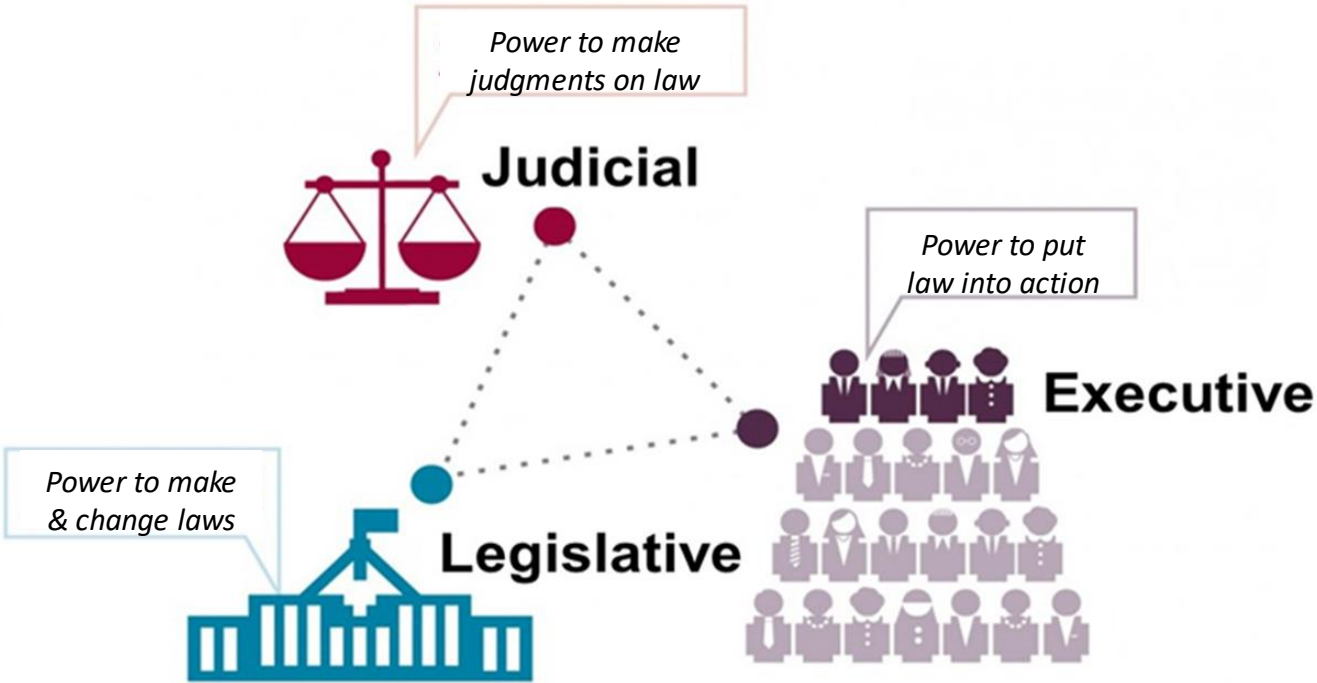 Power to make
judgments on law
Judicial
Power to put
law into action
Executive
Power to make
& change laws
Legislative